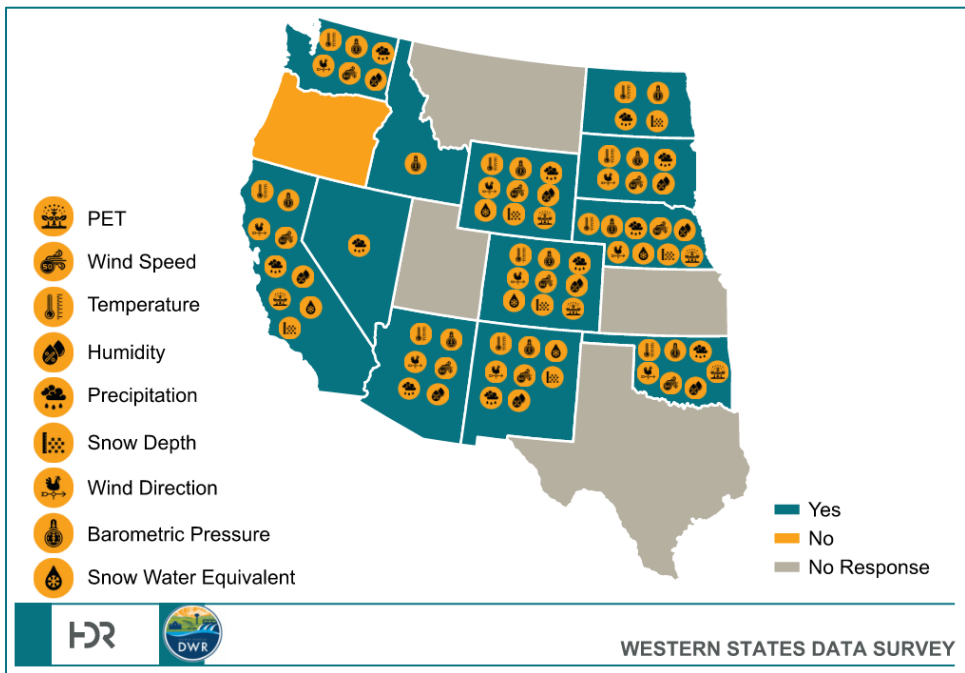 PET
Wind Speed
Temperature
Humidity
Precipitation
Snow Depth
Wind Direction
Barometric Pressure
Snow Water Equivalent
Yes
No
No Response
HDR
DWR
WESTERN STATES DATA SURVEY